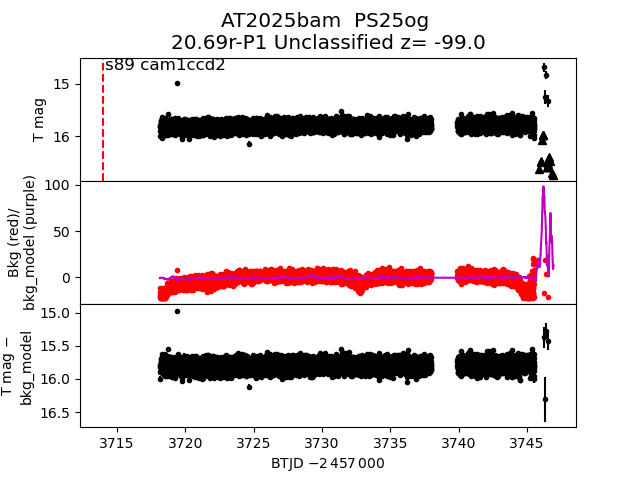 AT2025bam  PS25og
20.69r-P1 Unclassified z= -99.0
s89 cam1ccd2
T mag
15
16
Bkg (red)/
bkg_model (purple)
100
50
0
T mag −
bkg_model
15.0
15.5
16.0
16.5
3715 3720 3725 3730 3735 3740 3745
BTJD −2 457 000